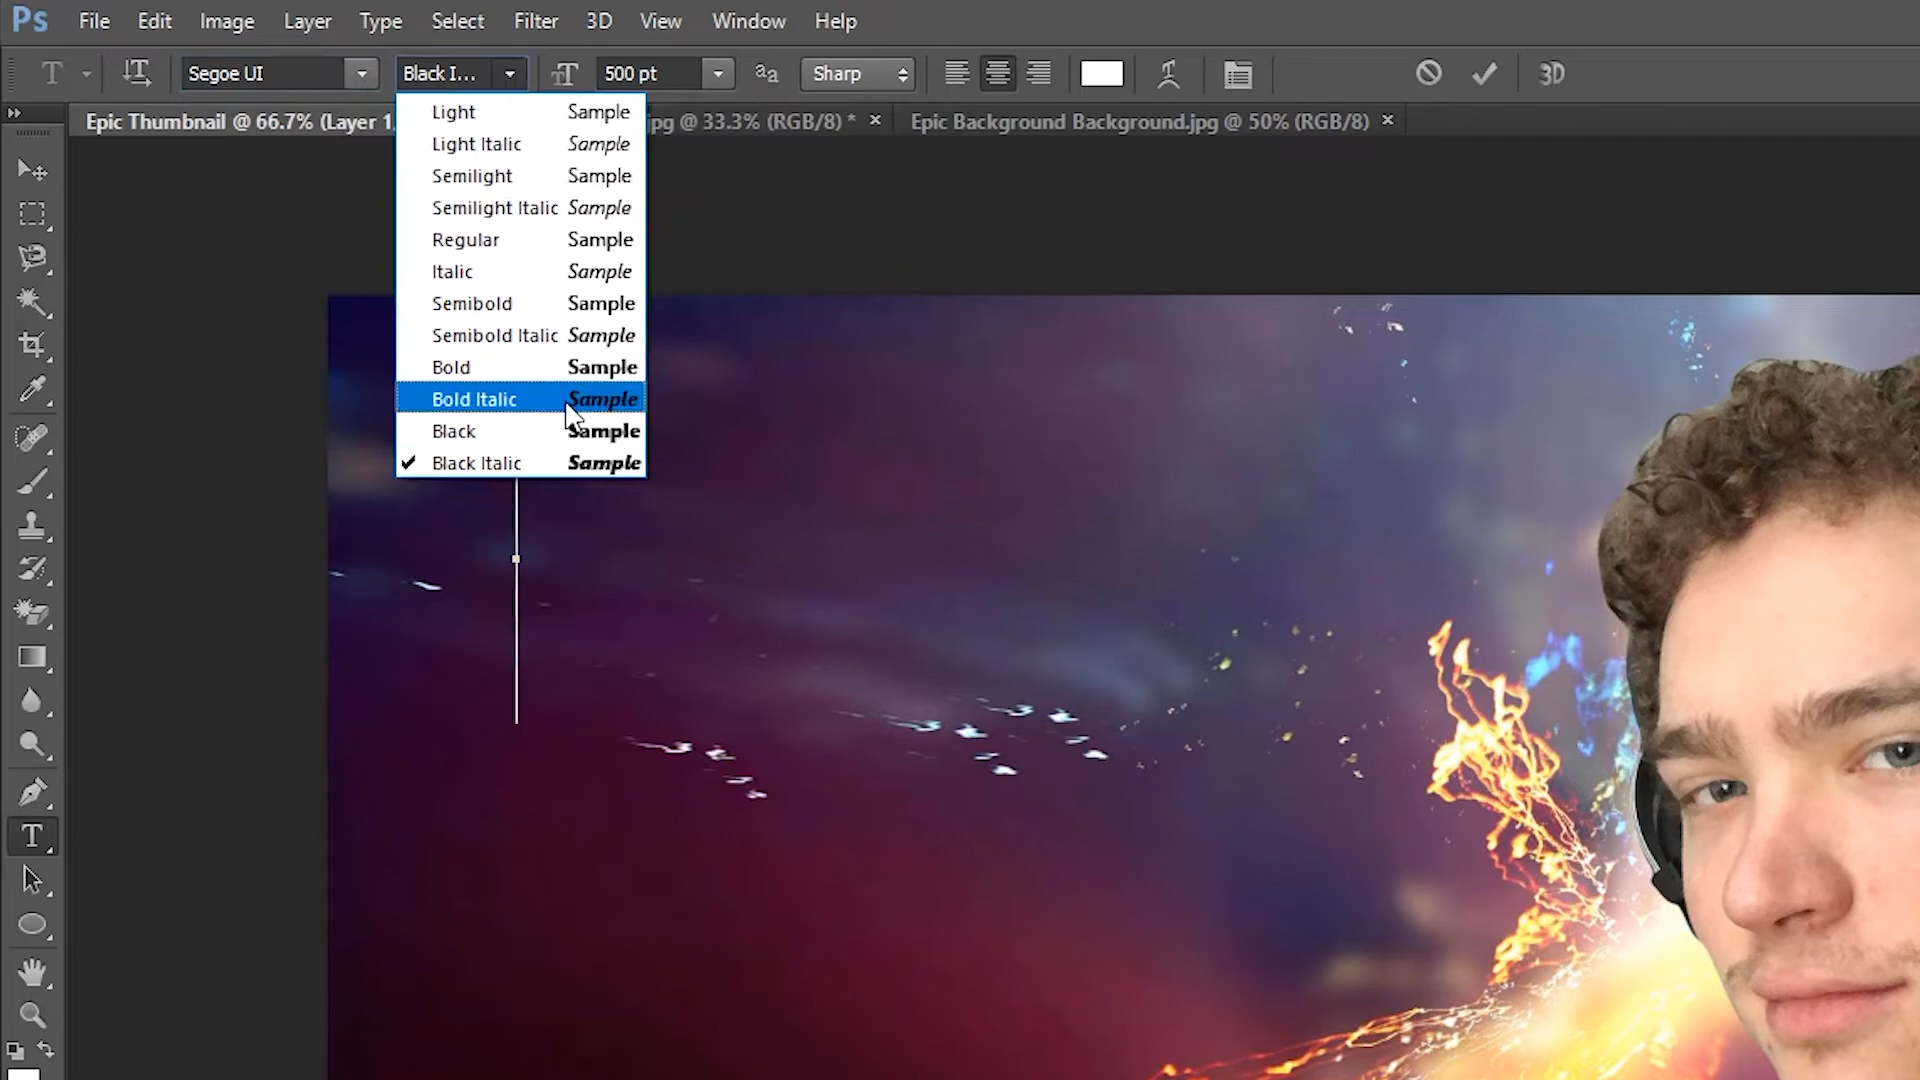 Ps File Edit Image Layer Type Select Filter 3D View Window Help
T Segoe UI Black I... 500 pt aa Sharp 3D
Epic Thumbnail @ 66.7% (Layer 1, jpg @ 33.3% (RGB/8) * × Epic Background Background.jpg @ 50% (RGB/8) ×
Light Sample
Light Italic Sample
Semilight Sample
Semilight Italic Sample
Regular Sample
Italic Sample
Semibold Sample
Semibold Italic Sample
Bold Sample
Bold Italic Sample
Black Sample
Black Italic Sample
T